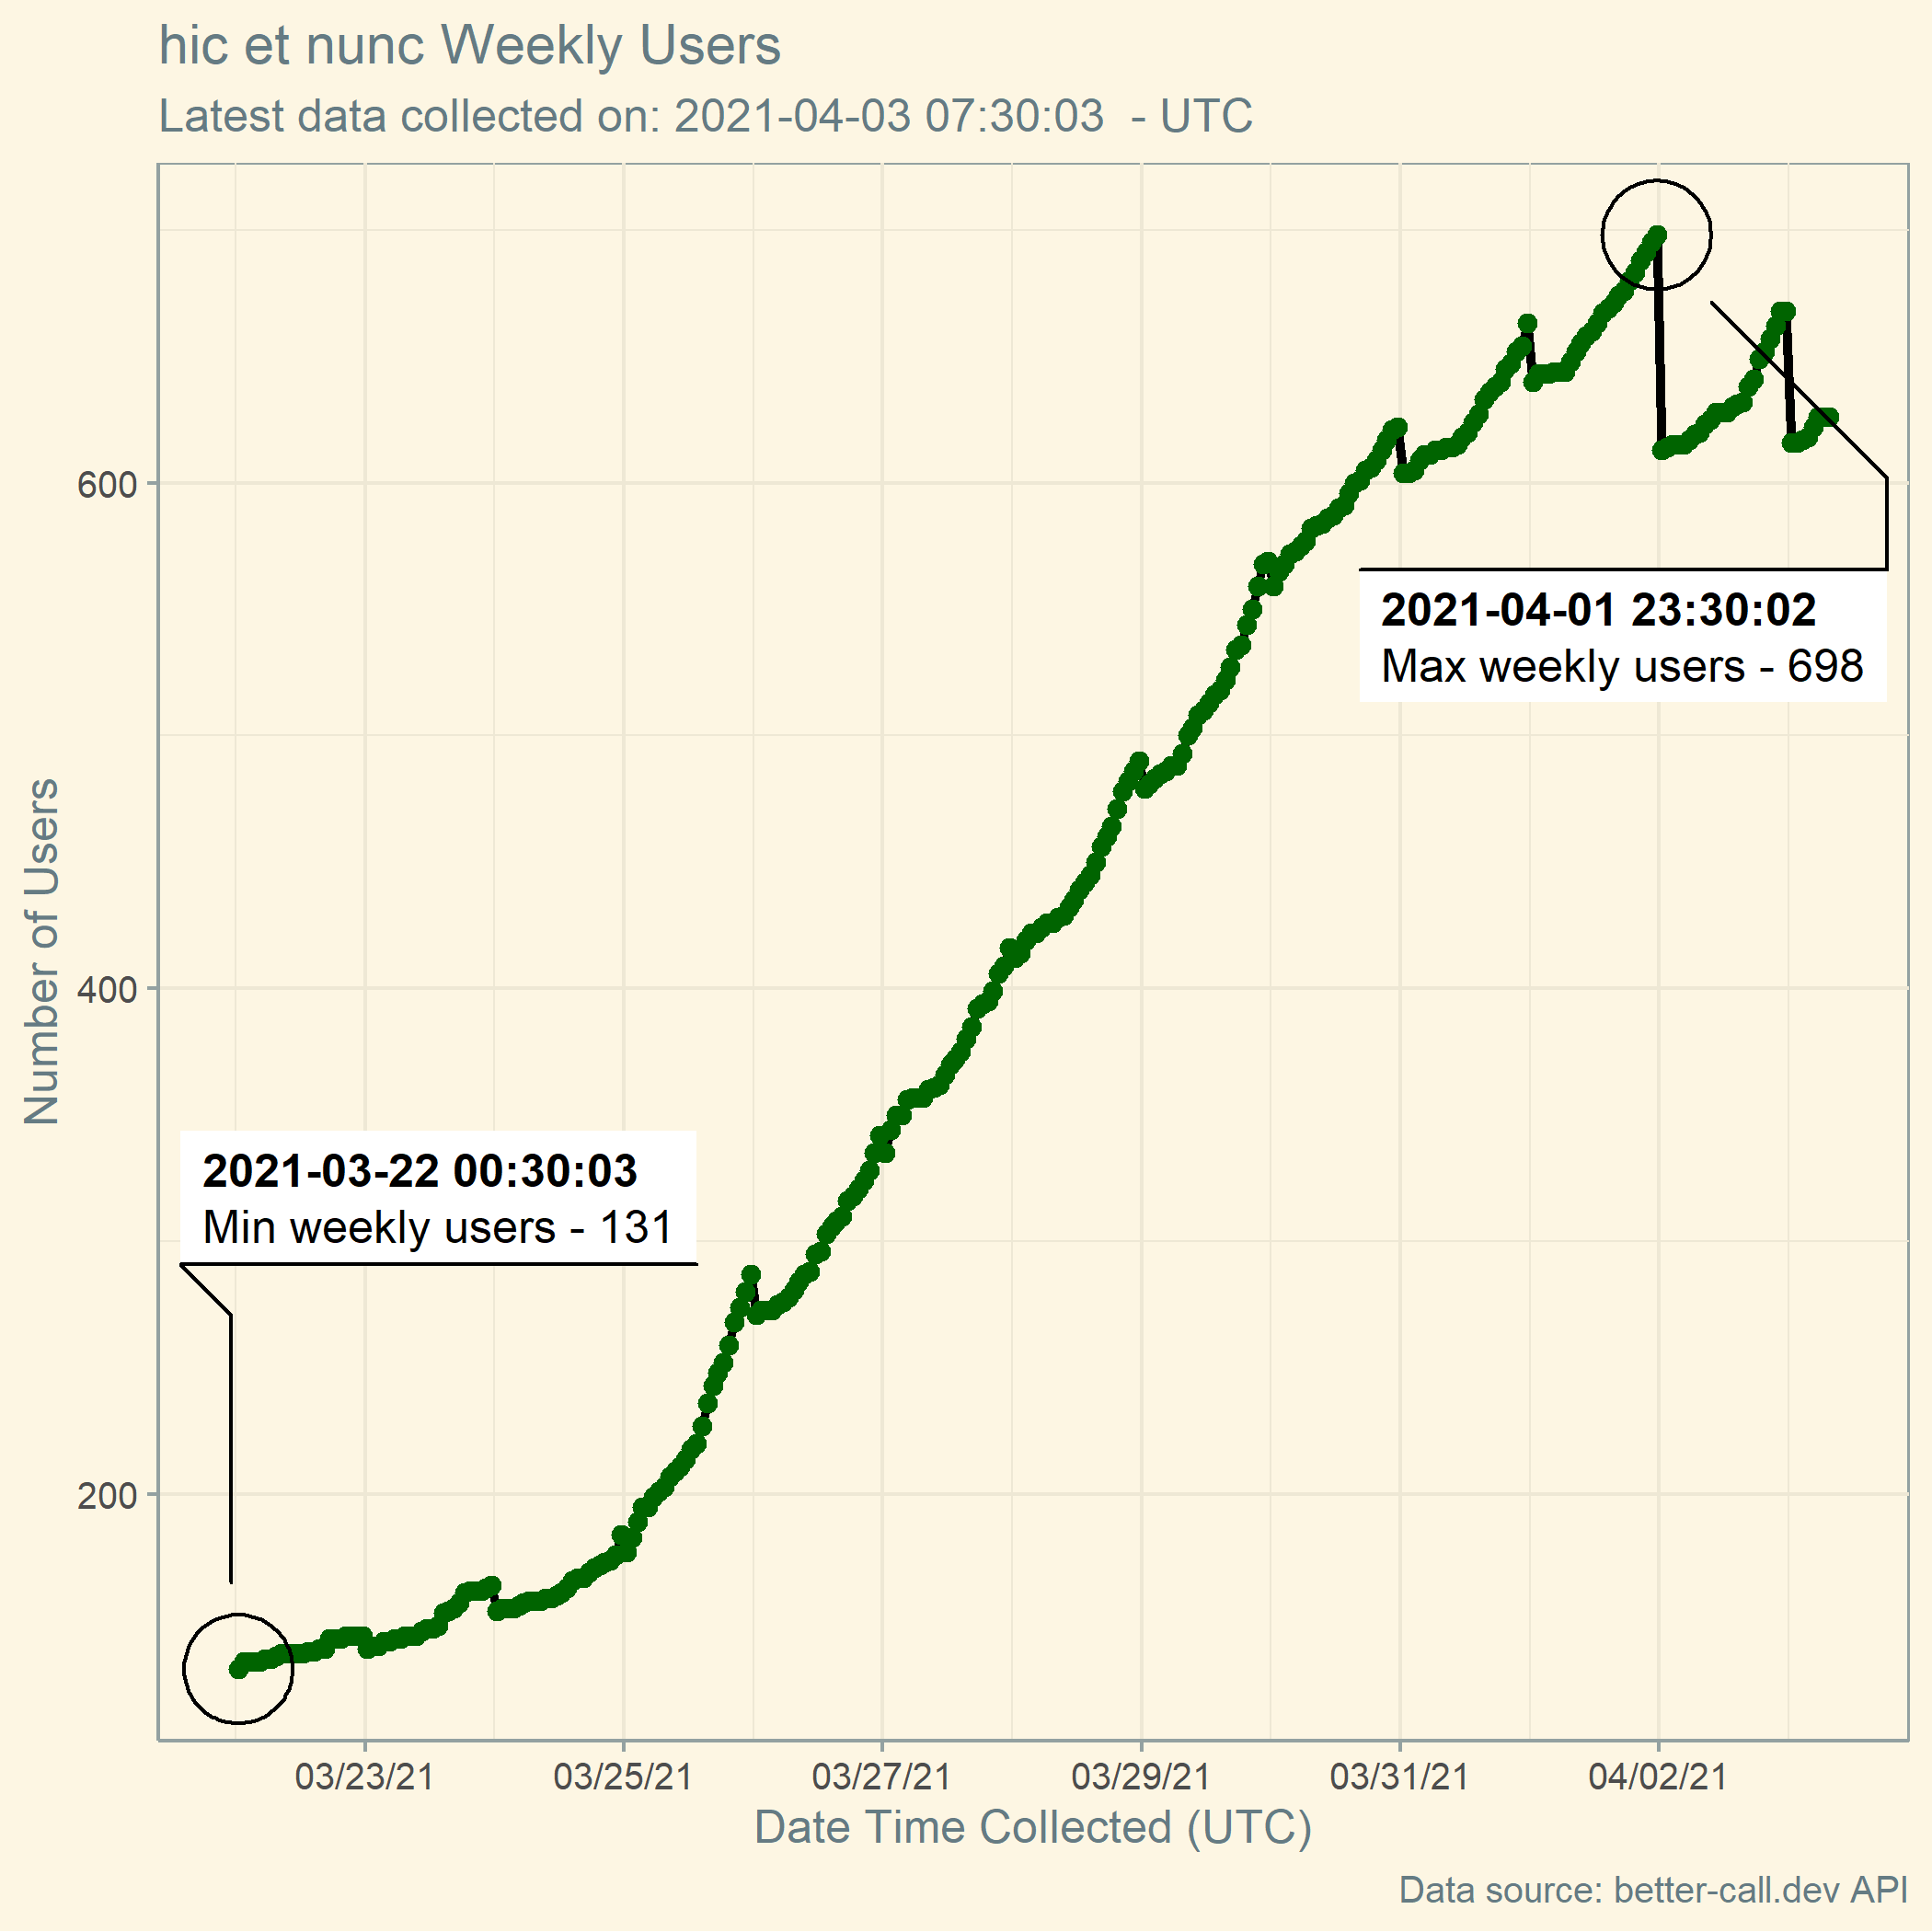 hic et nunc Weekly Users
Latest data collected on: 2021-04-03 07:30:03  - UTC
Number of Users
600
400
200
2021-04-01 23:30:02
Max weekly users - 698
2021-03-22 00:30:03
Min weekly users - 131
03/23/21 03/25/21 03/27/21 03/29/21 03/31/21 04/02/21
Date Time Collected (UTC)
Data source: better-call.dev API